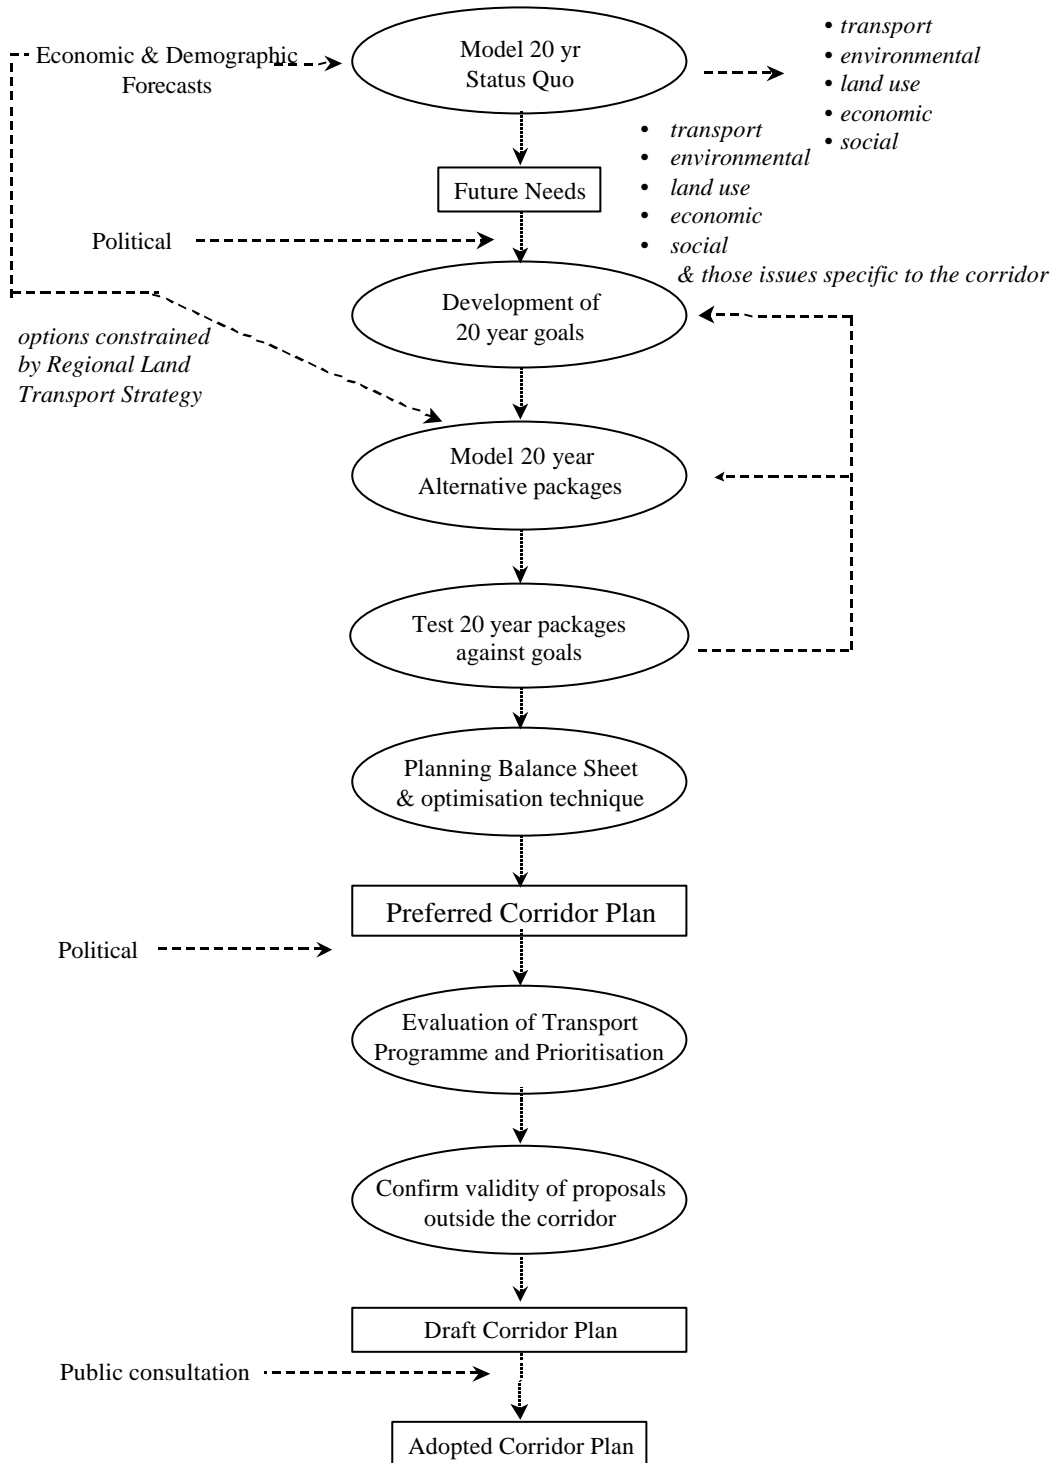 Economic & Demographic
Forecasts
Model 20 yr
Status Quo
• transport
• environmental
• land use
• economic
• social
• transport
• environmental
• land use
• economic
• social
& those issues specific to the corridor
Future Needs
Political
Development of
20 year goals
options constrained
by Regional Land
Transport Strategy
Model 20 year
Alternative packages
Test 20 year packages
against goals
Planning Balance Sheet
& optimisation technique
Preferred Corridor Plan
Political
Evaluation of Transport
Programme and Prioritisation
Confirm validity of proposals
outside the corridor
Draft Corridor Plan
Public consultation
Adopted Corridor Plan